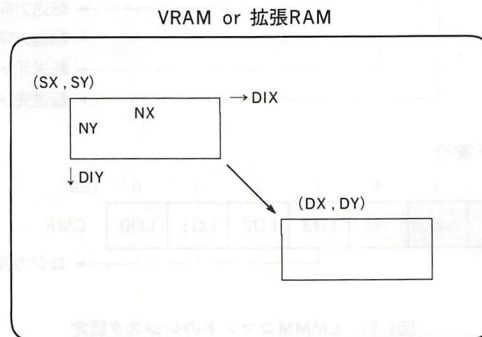 VRAM or 拡張RAM
(SX, SY)
→DIX
NX
NY
↓DIY
(DX, DY)